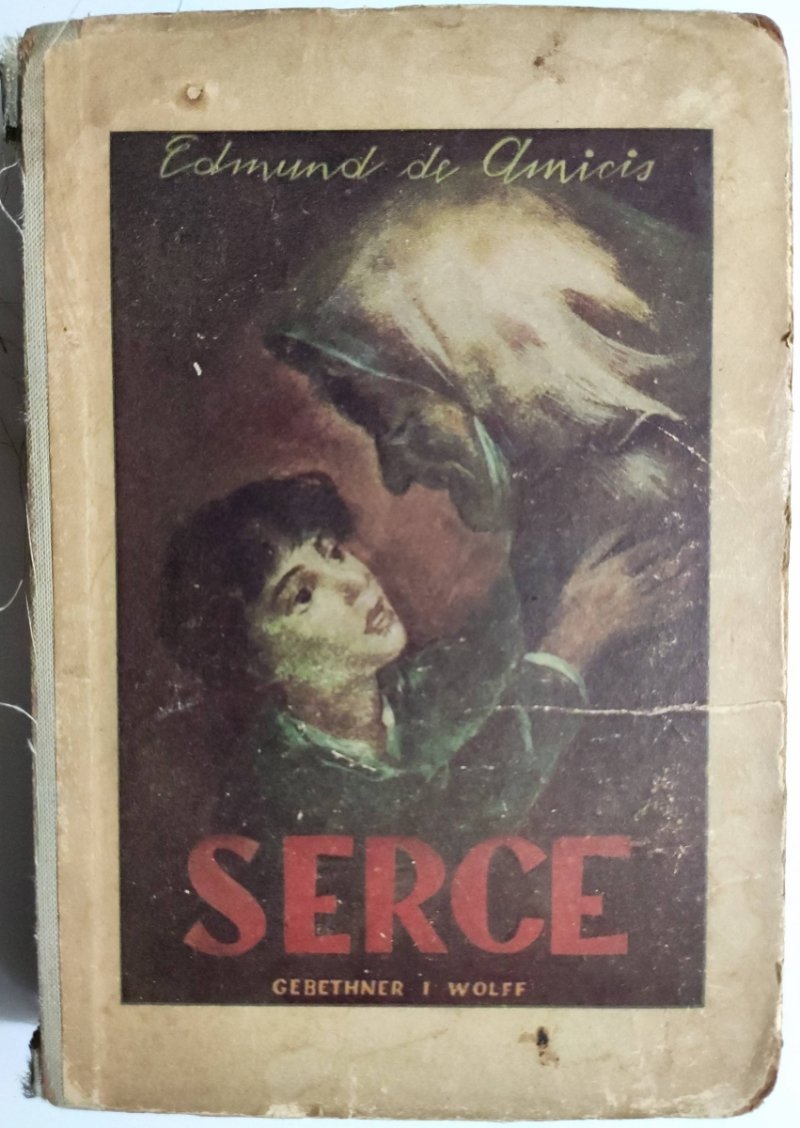 Edmund de Amicis
SERCE
GEBETHNER I WOLFF